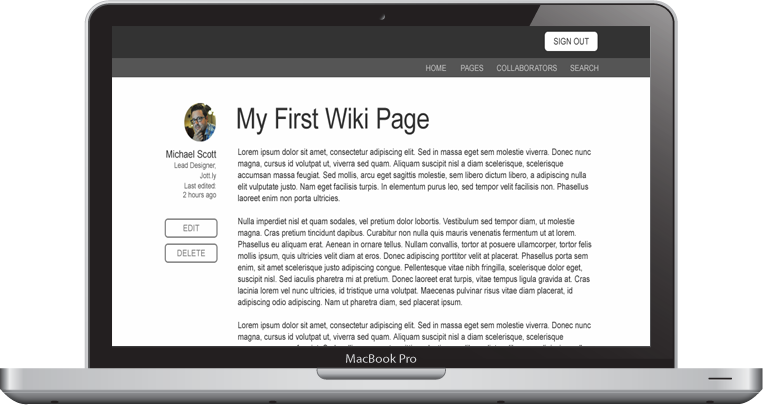 SIGN OUT
HOME PAGES COLLABORATORS SEARCH
My First Wiki Page
Michael Scott
Lead Designer,
Jott.ly
Last edited:
2 hours ago
EDIT
DELETE
Lorem ipsum dolor sit amet, consectetur adipiscing elit. Sed in massa eget sem molestie viverra. Donec nunc
magna, cursus id volutpat ut, viverra sed quam. Aliquam suscipit nisl a diam scelerisque, scelerisque
accumsan massa feugiat. Sed mollis, arcu eget sagittis molestie, sem libero dictum libero, a adipiscing nulla
elit vulputate justo. Nam eget facilisis turpis. In elementum purus leo, sed tempor velit facilisis non. Phasellus
laoreet enim non porta ultricies.
Nulla imperdiet nisl et quam sodales, vel pretium dolor lobortis. Vestibulum sed tempor diam, ut molestie
magna. Cras pretium tincidunt dapibus. Curabitur non nulla quis mauris venenatis fermentum ut at lorem.
Phasellus eu aliquam erat. Aenean in ornare tellus. Nullam convallis, tortor at posuere ullamcorper, tortor felis
mollis ipsum, quis ultricies velit diam at eros. Donec adipiscing porttitor velit at placerat. Phasellus porta sem
enim, sit amet scelerisque justo adipiscing congue. Pellentesque vitae nibh fringilla, scelerisque dolor eget,
suscipit nisl. Sed iaculis pharetra mi at pretium. Donec laoreet erat turpis, vitae tempus ligula gravida at. Cras
lacinia lorem vel nunc ultricies, id tristique urna volutpat. Maecenas pulvinar risus vitae diam placerat, id
adipiscing odio adipiscing. Nam ut pharetra diam, sed placerat ipsum.
Lorem ipsum dolor sit amet, consectetur adipiscing elit. Sed in massa eget sem molestie viverra. Donec nunc
magna, cursus id volutpat ut, viverra sed quam. Aliquam suscipit nisl a diam scelerisque, scelerisque
MacBook Pro